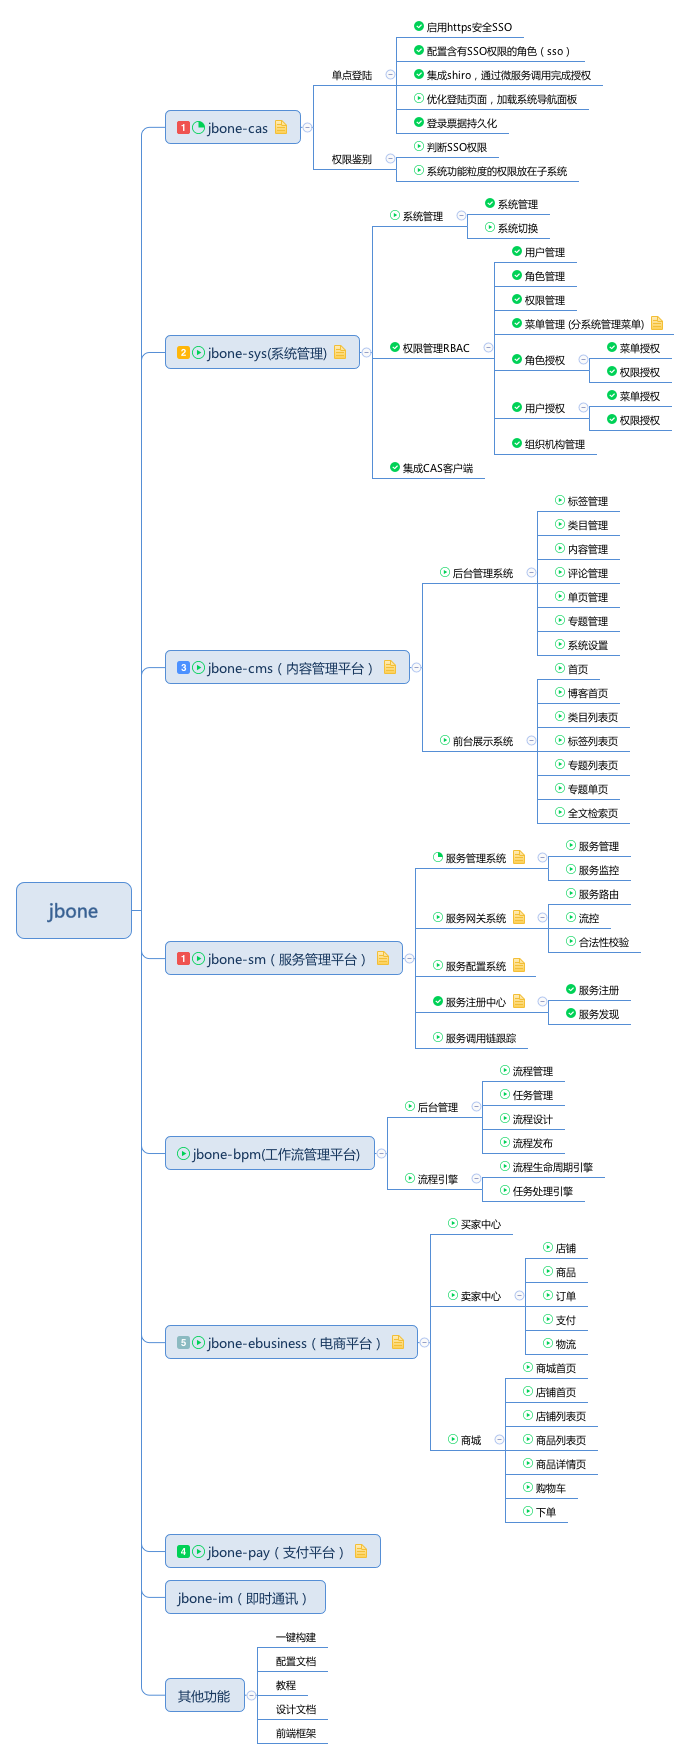 jbone
1 jbone-cas
单点登陆
启用https安全SSO
配置含有SSO权限的角色（sso）
集成shiro，通过微服务调用完成授权
优化登陆页面，加载系统导航面板
登录票据持久化
权限鉴别
判断SSO权限
系统功能粒度的权限放在子系统
2 jbone-sys(系统管理)
系统管理
系统管理
系统切换
权限管理RBAC
用户管理
角色管理
权限管理
菜单管理 (分系统管理菜单)
角色授权
菜单授权
权限授权
用户授权
菜单授权
权限授权
组织机构管理
集成CAS客户端
3 jbone-cms（内容管理平台）
后台管理系统
标签管理
类目管理
内容管理
评论管理
单页管理
专题管理
系统设置
前台展示系统
首页
博客首页
类目列表页
标签列表页
专题列表页
专题单页
全文检索页
1 jbone-sm（服务管理平台）
服务管理系统
服务管理
服务监控
服务网关系统
服务路由
流控
合法性校验
服务配置系统
服务注册中心
服务注册
服务发现
服务调用链跟踪
jbone-bpm(工作流管理平台)
后台管理
流程管理
任务管理
流程设计
流程发布
流程引擎
流程生命周期引擎
任务处理引擎
5 jbone-ebusiness（电商平台）
买家中心
卖家中心
店铺
商品
订单
支付
物流
商城
商城首页
店铺首页
店铺列表页
商品列表页
商品详情页
购物车
下单
4 jbone-pay（支付平台）
jbone-im（即时通讯）
其他功能
一键构建
配置文档
教程
设计文档
前端框架